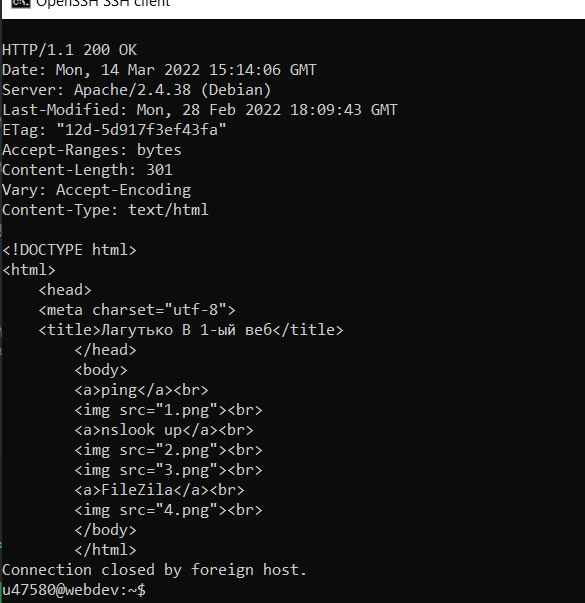 OpenSSH SSH client
HTTP/1.1 200 OK
Date: Mon, 14 Mar 2022 15:14:06 GMT
Server: Apache/2.4.38 (Debian)
Last-Modified: Mon, 28 Feb 2022 18:09:43 GMT
ETag: "12d-5d917f3ef43fa"
Accept-Ranges: bytes
Content-Length: 301
Vary: Accept-Encoding
Content-Type: text/html
<!DOCTYPE html>
<html>
<head>
<meta charset="utf-8">
<title>Лагутько В 1-ый веб</title>
</head>
<body>
<a>ping</a><br>
<img src="1.png"><br>
<a>nslook up</a><br>
<img src="2.png"><br>
<img src="3.png"><br>
<a>FileZila</a><br>
<img src="4.png"><br>
</body>
</html>
Connection closed by foreign host.
u47580@webdev:~$